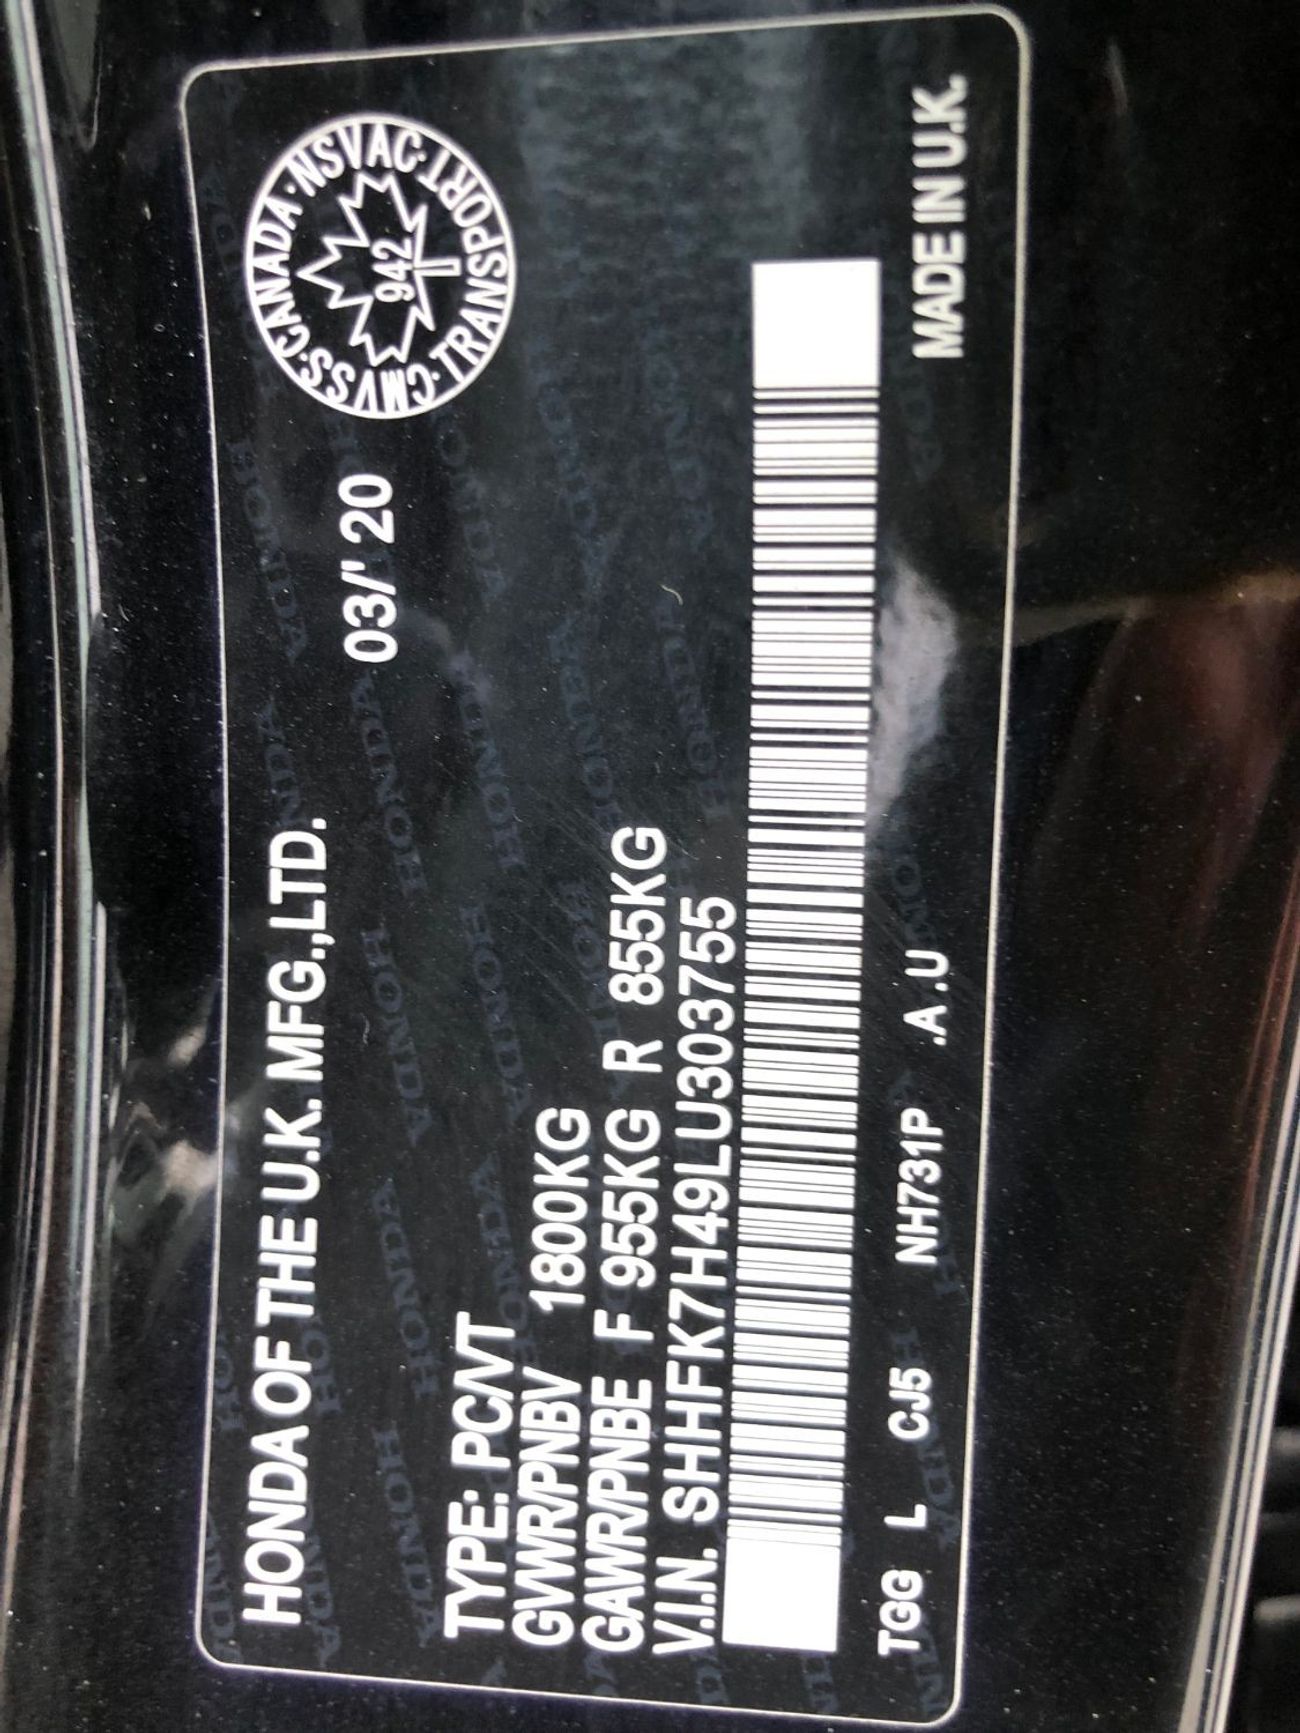 HONDA OF THE U.K. MFG.,LTD.
03/'20
CMVSS·CANADA·NSVAC·TRANSPORT·
942
TYPE: PC/VT
GVWR/PNBV 1800KG
GAWR/PNBE F 955KG R 855KG
V.I.N. SHHFK7H49LU303755
TGG L CJ5 NH731P .A.U
MADE IN U.K.